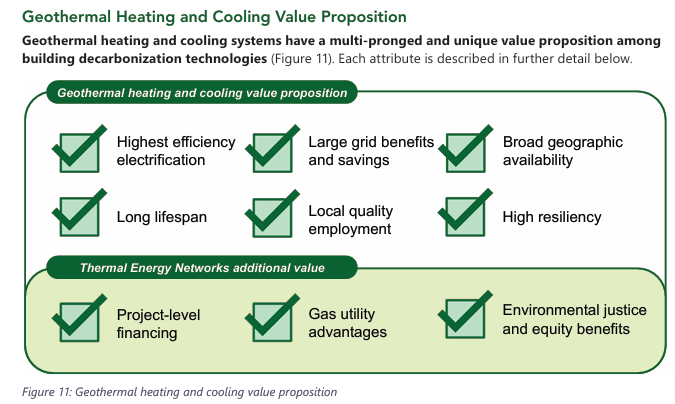 Geothermal Heating and Cooling Value Proposition
Geothermal heating and cooling systems have a multi-pronged and unique value proposition among
building decarbonization technologies (Figure 11). Each attribute is described in further detail below.
Geothermal heating and cooling value proposition
Highest efficiency
electrification
Large grid benefits
and savings
Broad geographic
availability
Long lifespan
Local quality
employment
High resiliency
Thermal Energy Networks additional value
Project-level
financing
Gas utility
advantages
Environmental justice
and equity benefits
Figure 11: Geothermal heating and cooling value proposition